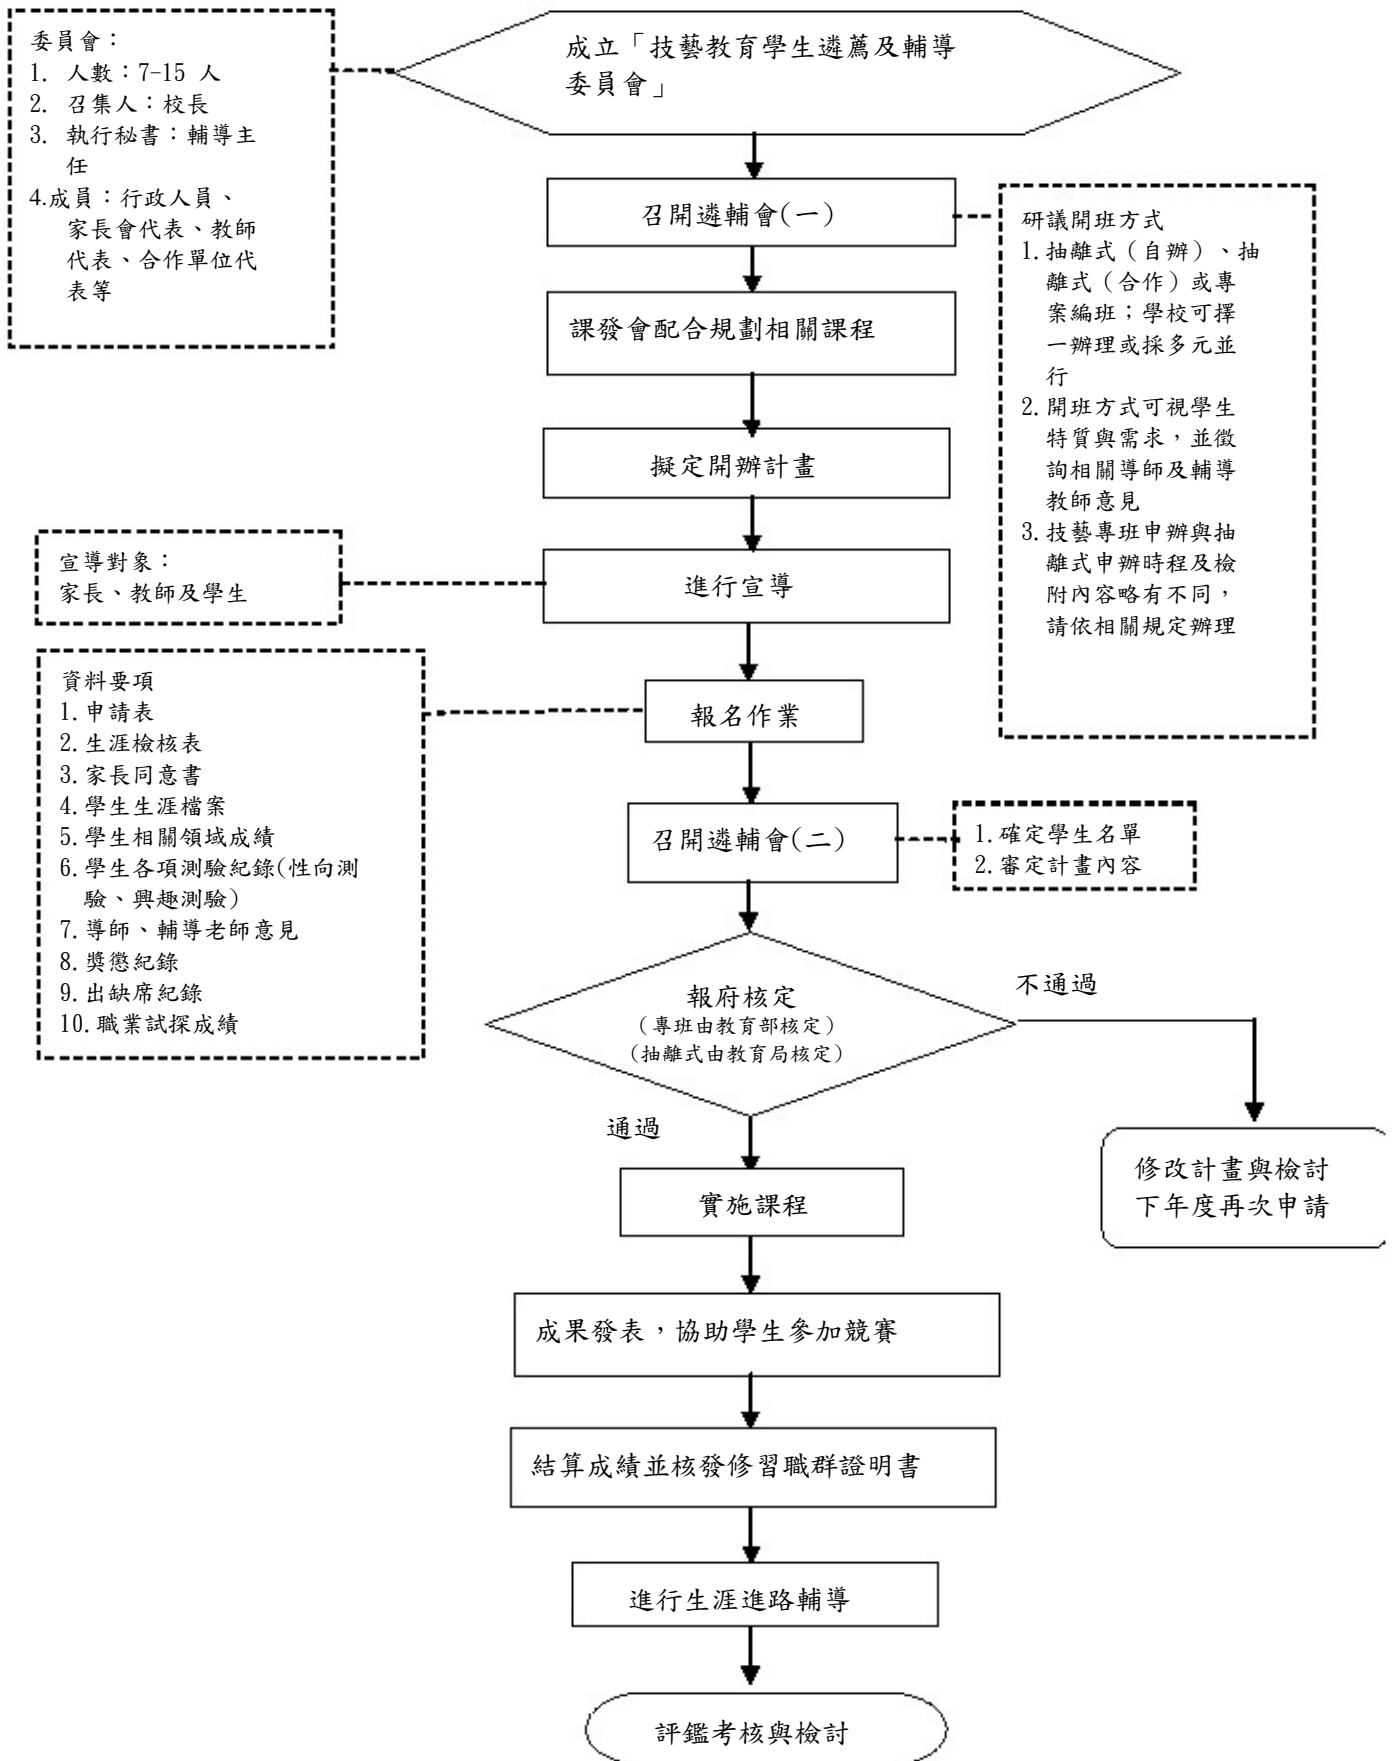 委員會：
1. 人數：7-15 人
2. 召集人：校長
3. 執行秘書：輔導主
任
4.成員：行政人員、
家長會代表、教師
代表、合作單位代
表等
成立「技藝教育學生遴薦及輔導
委員會」
召開遴輔會(一)
研議開班方式
1.抽離式（自辦）、抽
離式（合作）或專
案編班；學校可擇
一辦理或採多元並
行
2.開班方式可視學生
特質與需求，並徵
詢相關導師及輔導
教師意見
3.技藝專班申辦與抽
離式申辦時程及檢
附內容略有不同，
請依相關規定辦理
課發會配合規劃相關課程
擬定開辦計畫
宣導對象：
家長、教師及學生
進行宣導
資料要項
1.申請表
2.生涯檢核表
3.家長同意書
4.學生生涯檔案
5.學生相關領域成績
6.學生各項測驗紀錄(性向測
驗、興趣測驗)
7.導師、輔導老師意見
8.獎懲紀錄
9.出缺席紀錄
10.職業試探成績
報名作業
召開遴輔會(二)
1.確定學生名單
2.審定計畫內容
報府核定
（專班由教育部核定）
(抽離式由教育局核定)
不通過
通過
修改計畫與檢討
下年度再次申請
實施課程
成果發表，協助學生參加競賽
結算成績並核發修習職群證明書
進行生涯進路輔導
評鑑考核與檢討